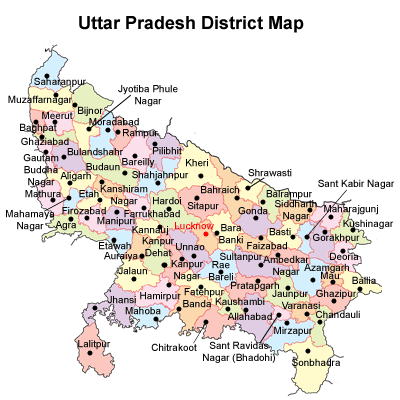 Uttar Pradesh District Map
Saharanpur
Muzaffarnagar
Jyotiba Phule
Nagar
Bijnor
Meerut
Moradabad
Baghpat
Rampur
Ghaziabad
Pilibhit
Gautam
Buddha
Nagar
Bulandshahr
Bareilly
Kheri
Budaun
Aligarh
Shahjahnpur
Shrawasti
Mathura
Etah
Kanshiram
Nagar
Bahraich
Balrampur
Sant Kabir Nagar
Hardoi
Sitapur
Siddharth
Nagar
Maharajgunj
Mahamaya
Nagar
Firozabad
Farrukhabad
Gonda
Agra
Manipuri
Kannauj
Lucknow
Bara
Banki
Basti
Kushinagar
Gorakhpur
Etawah
Kanpur
Dehat
Faizabad
Auraiya
Unnao
Sultanpur
Ambedkar
Nagar
Deoria
Azamgarh
Jalaun
Kanpur
Nagar
Rae
Bafeli
Mau
Ballia
Pratapgarh
Hamirpur
Fatehpur
Jaunpur
Ghazipur
Jhansi
Banda
Kaushambi
Varanasi
Mahoba
Allahabad
Chandauli
Mirzapur
Lalitpur
Chitrakoot
Sant Ravidas
Nagar (Bhadohi)
Sonbhadra